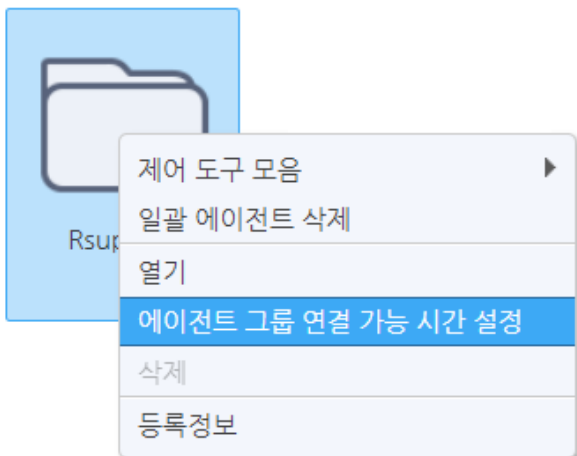 제어 도구 모음
일괄 에이전트 삭제
Rsup
열기
에이전트 그룹 연결 가능 시간 설정
삭제
등록정보